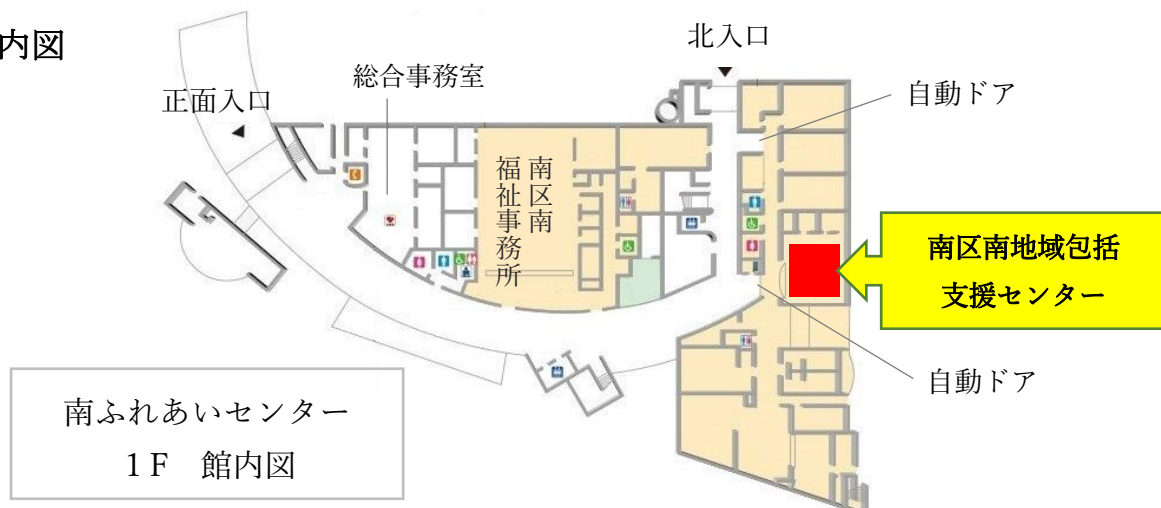 内図
北入口
総合事務室
自動ドア
正面入口
南区南
福祉事務所
南区南地域包括
支援センター
自動ドア
南ふれあいセンター
1F 館内図